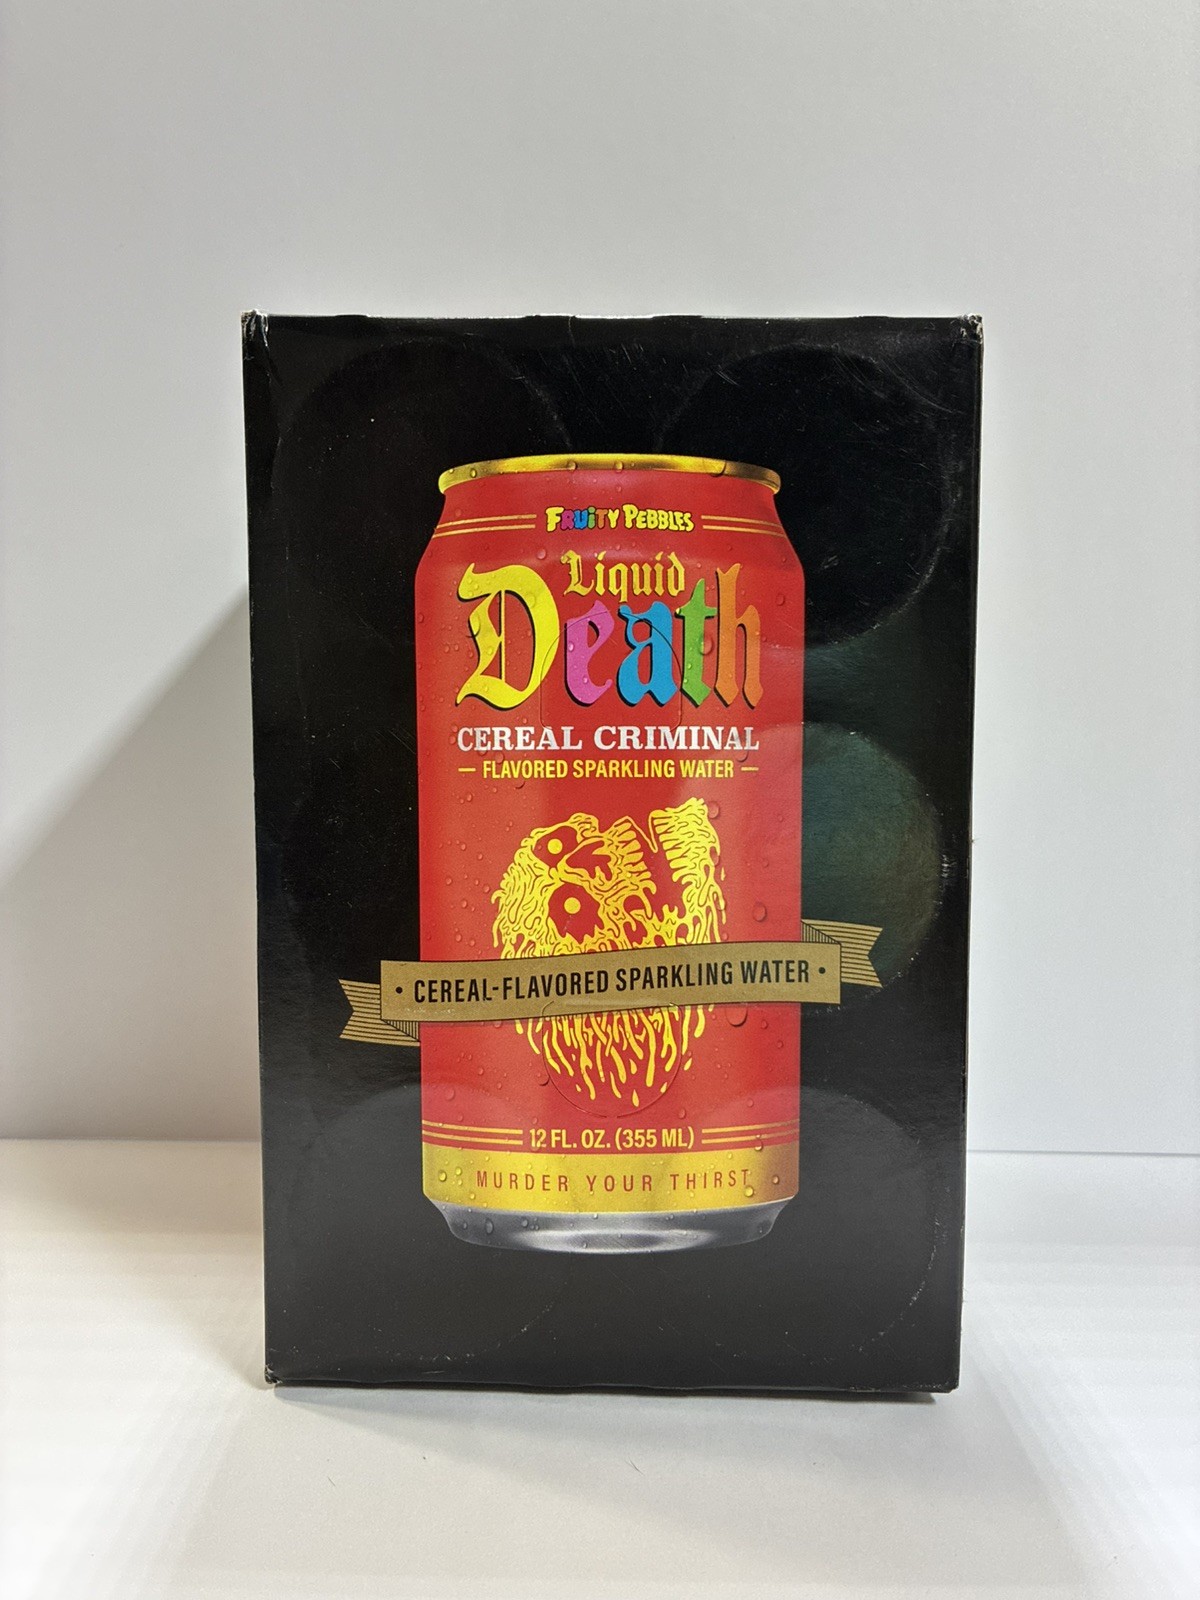 FRUITY PEBBLES
Liquid
Death
CEREAL CRIMINAL
FLAVORED SPARKLING WATER
• CEREAL-FLAVORED SPARKLING WATER •
12 FL. OZ. (355 ML)
MURDER YOUR THIRST